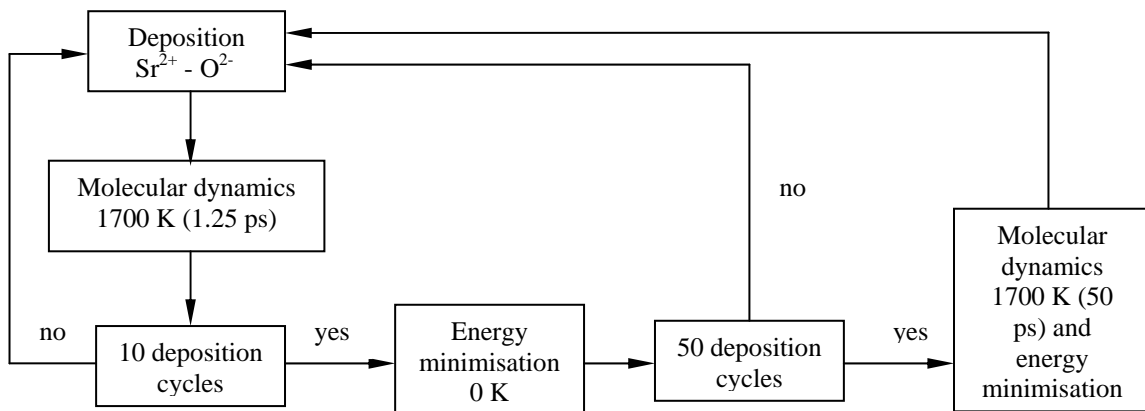 Deposition
Sr²⁺ - O²⁻
Molecular dynamics
1700 K (1.25 ps)
no
10 deposition
cycles
yes
Energy
minimisation
0 K
50 deposition
cycles
no
yes
Molecular
dynamics
1700 K (50
ps) and
energy
minimisation